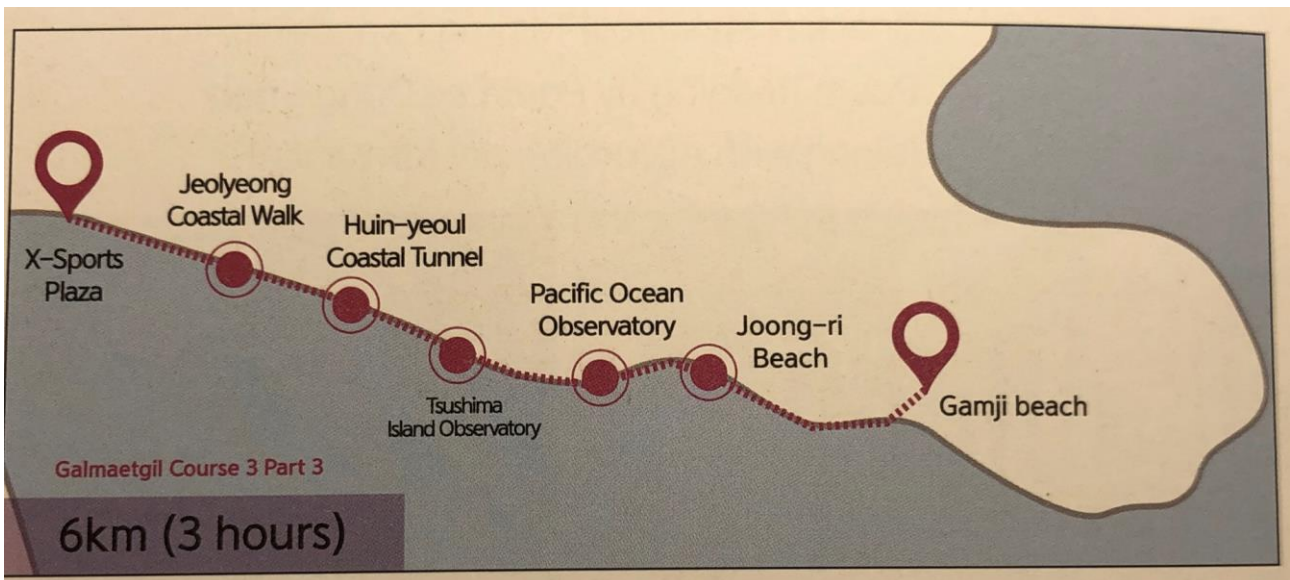 X-Sports
Plaza
Jeolyeong
Coastal Walk
Huin-yeoul
Coastal Tunnel
Tsushima
Island Observatory
Pacific Ocean
Observatory
Joong-ri
Beach
Gamji beach
Galmaetgil Course 3 Part 3
6km (3 hours)